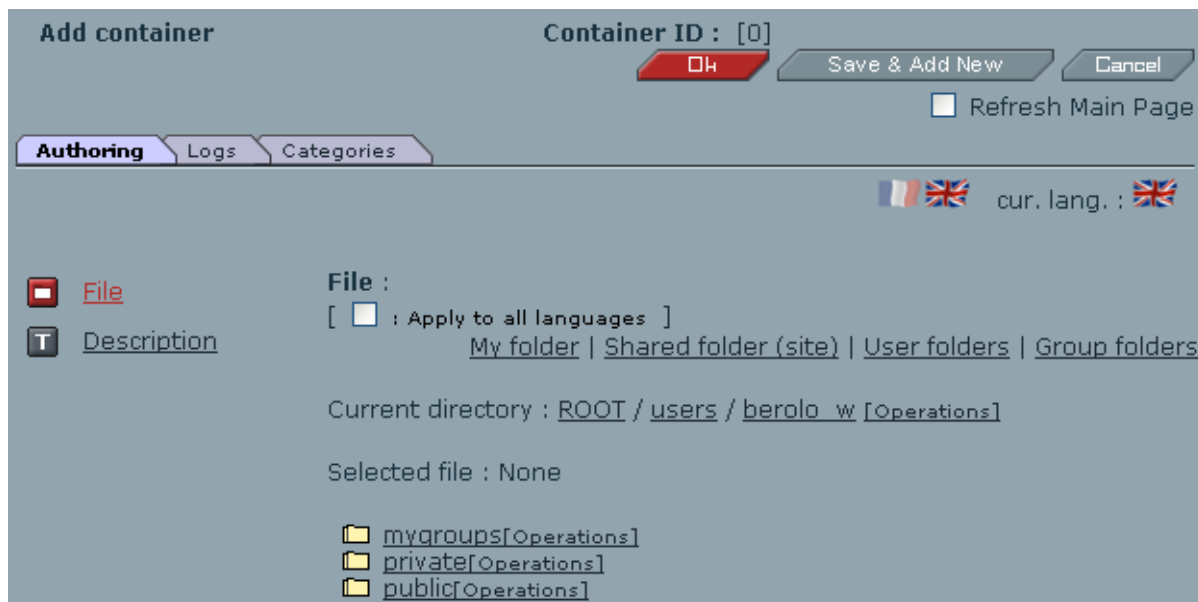 Add container Container ID : [0]
Ok Save & Add New Cancel
Refresh Main Page
Authoring Logs Categories
cur. lang. :
File File :
[ : Apply to all languages ]
T Description My folder | Shared folder (site) | User folders | Group folders
Current directory : ROOT / users / berolo_w [Operations]
Selected file : None
mygroups[Operations]
private[Operations]
public[Operations]